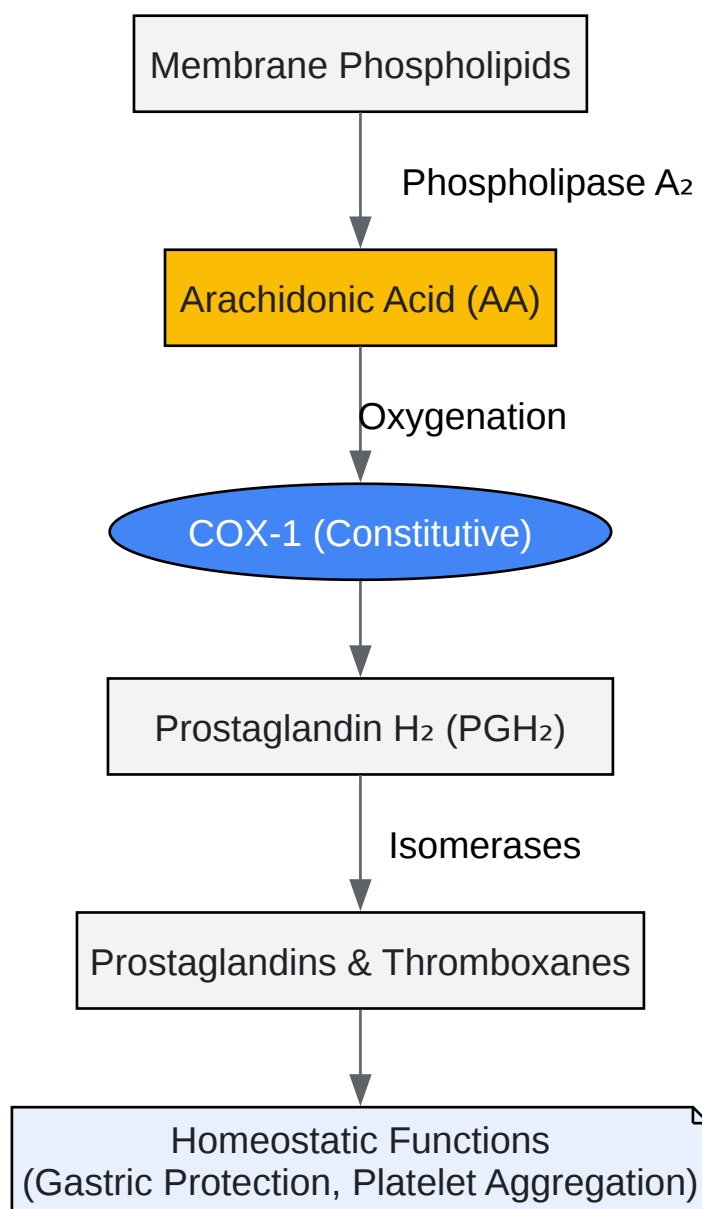 Membrane Phospholipids
Phospholipase A₂
Arachidonic Acid (AA)
Oxygenation
COX-1 (Constitutive)
Prostaglandin H₂ (PGH₂)
Isomerases
Prostaglandins & Thromboxanes
Homeostatic Functions
(Gastric Protection, Platelet Aggregation)